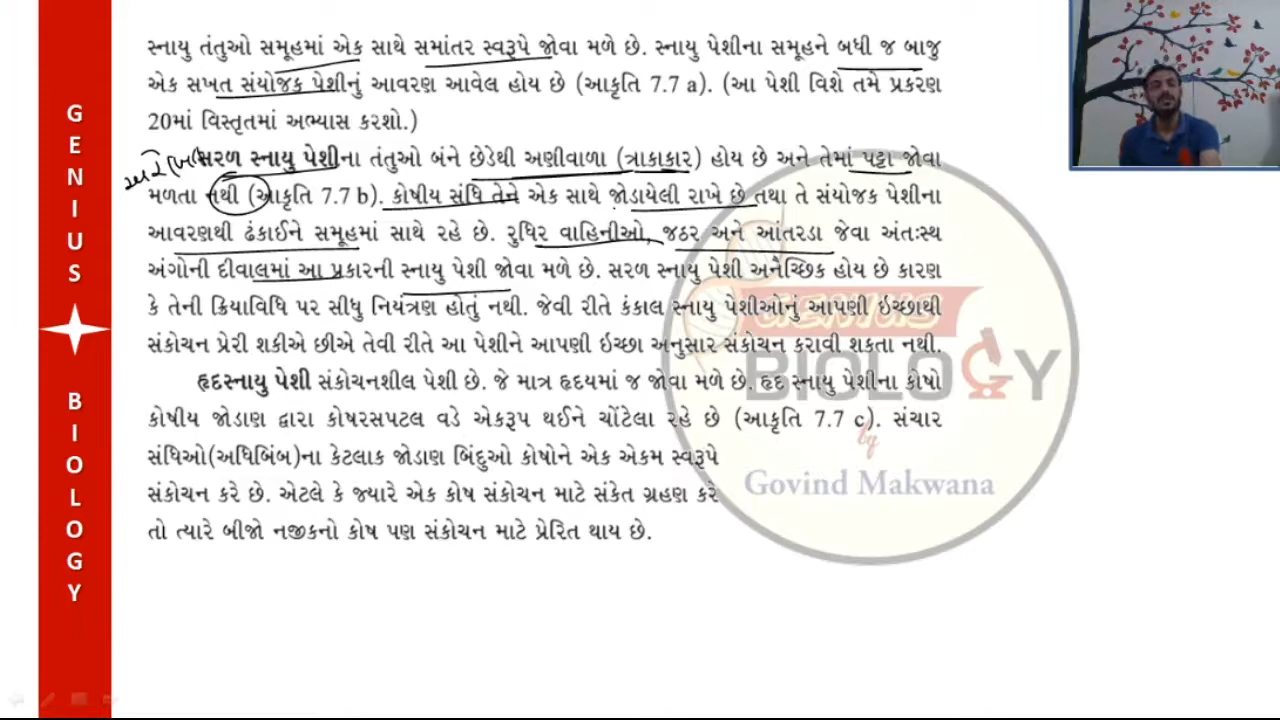 સ્નાયુ તંતુઓ સમૂહમાં એક સાથે સમાંતર સ્વરૂપે જોવા મળે છે. સ્નાયુ પેશીના સમૂહને બધી જ બાજુ
એક સખત સંયોજક પેશીનું આવરણ આવેલ હોય છે (આકૃતિ 7.7 a). (આ પેશી વિશે તમે પ્રકરણ
20માં વિસ્તૃતમાં અભ્યાસ કરશો.)
સરળ સ્નાયુ પેશીના તંતુઓ બંને છેડેથી અણીવાળા (ત્રાકાકાર) હોય છે અને તેમાં પટ્ટા જોવા
મળતા નથી (આકૃતિ 7.7 b). કોષીય સંધિ તેને એક સાથે જોડાયેલી રાખે છે તથા તે સંયોજક પેશીના
આવરણથી ઢંકાઈને સમૂહમાં સાથે રહે છે. રુધિર વાહિનીઓ, જઠર અને આંતરડા જેવા અંતઃસ્થ
અંગોની દીવાલમાં આ પ્રકારની સ્નાયુ પેશી જોવા મળે છે. સરળ સ્નાયુ પેશી અનૈચ્છિક હોય છે કારણ
કે તેની ક્રિયાવિધિ પર સીધુ નિયંત્રણ હોતું નથી. જેવી રીતે કંકાલ સ્નાયુ પેશીઓનું આપણી ઇચ્છાથી
સંકોચન પ્રેરી શકીએ છીએ તેવી રીતે આ પેશીને આપણી ઇચ્છા અનુસાર સંકોચન કરાવી શકતા નથી.
હૃદસ્નાયુ પેશી સંકોચનશીલ પેશી છે. જે માત્ર હૃદયમાં જ જોવા મળે છે. હૃદ સ્નાયુ પેશીના કોષો
કોષીય જોડાણ દ્વારા કોષરસપટલ વડે એકરૂપ થઈને ચોંટેલા રહે છે (આકૃતિ 7.7 c). સંચાર
સંધિઓ(અધિબિંબ)ના કેટલાક જોડાણ બિંદુઓ કોષોને એક એકમ સ્વરૂપે
સંકોચન કરે છે. એટલે કે જ્યારે એક કોષ સંકોચન માટે સંકેત ગ્રહણ કરે
તો ત્યારે બીજો નજીકનો કોષ પણ સંકોચન માટે પ્રેરિત થાય છે.
GENIUS
BIOLOGY
GENIUS
BIOLOGY
by
Govind Makwana